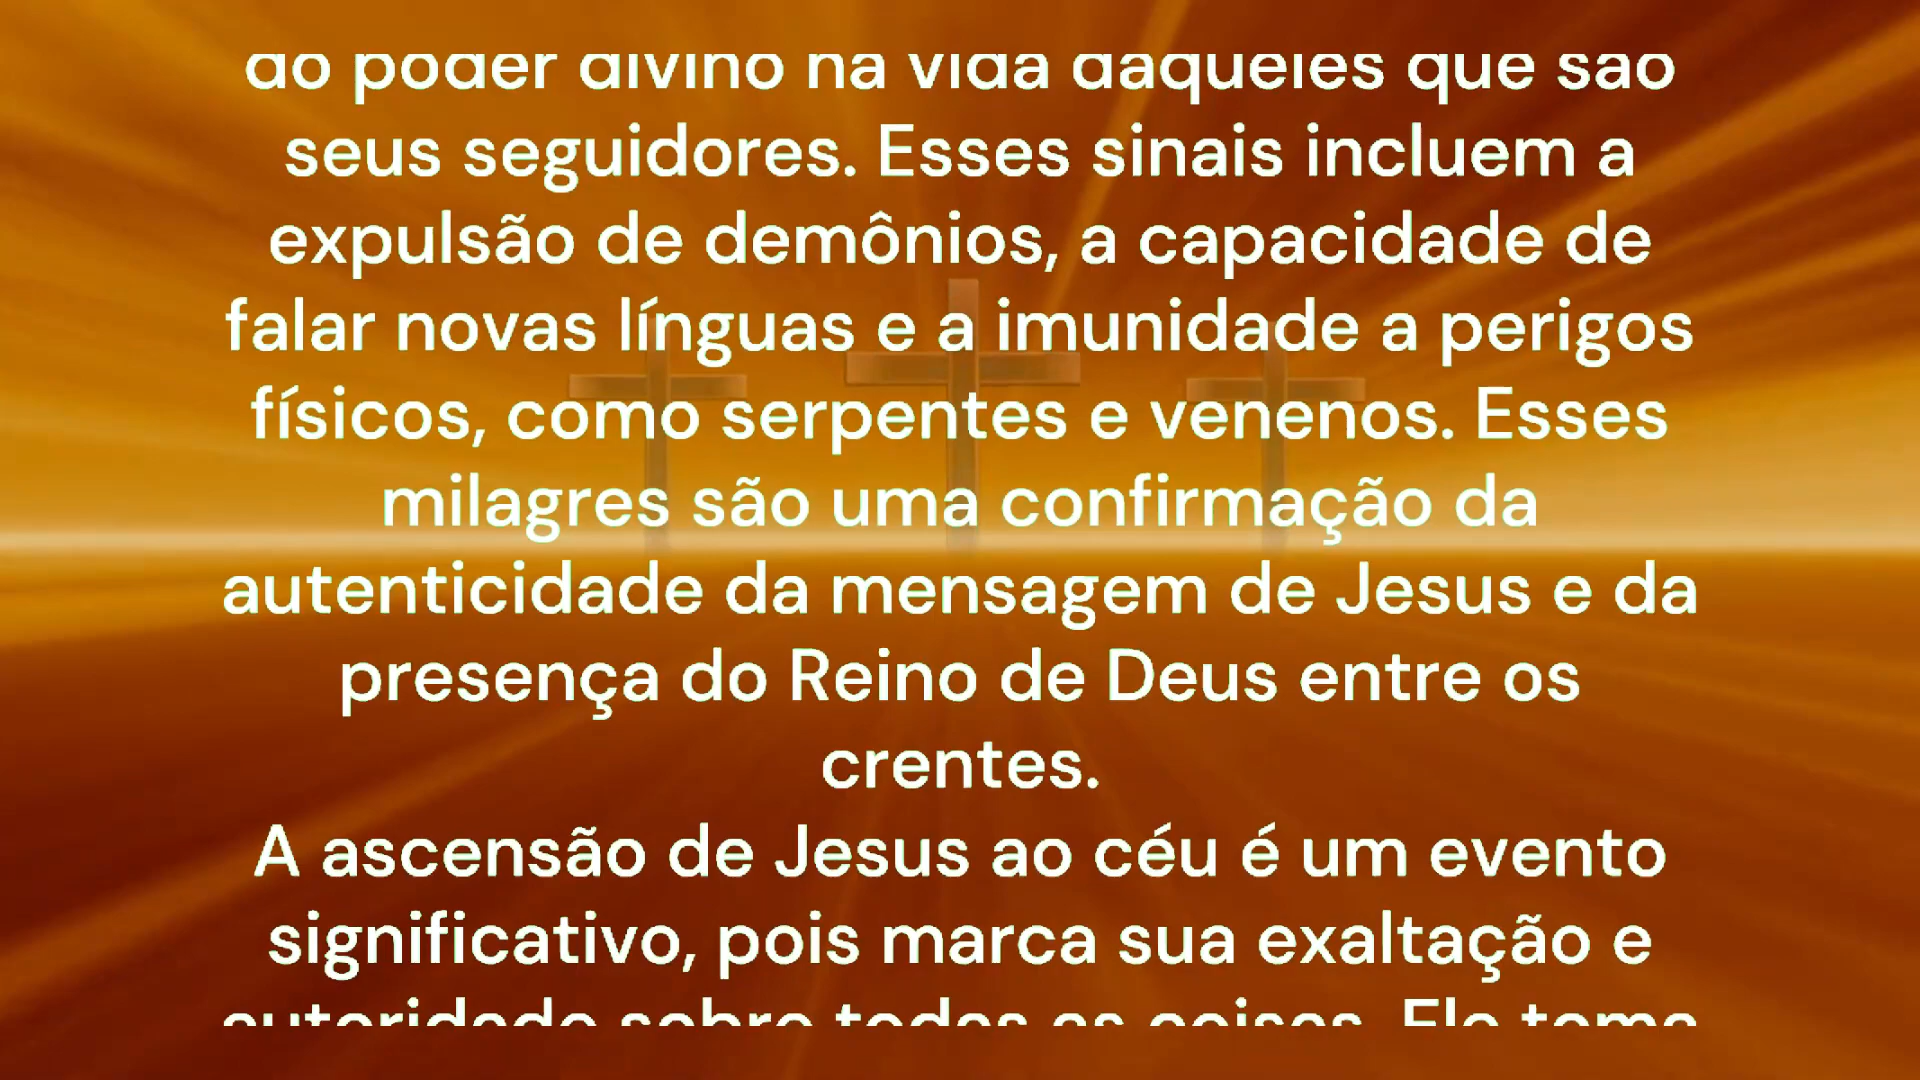 do poder divino na vida daqueles que são
seus seguidores. Esses sinais incluem a
expulsão de demônios, a capacidade de
falar novas línguas e a imunidade a perigos
físicos, como serpentes e venenos. Esses
milagres são uma confirmação da
autenticidade da mensagem de Jesus e da
presença do Reino de Deus entre os
crentes.
A ascensão de Jesus ao céu é um evento
significativo, pois marca sua exaltação e
autoridade sobre todas as coisas. Ele toma